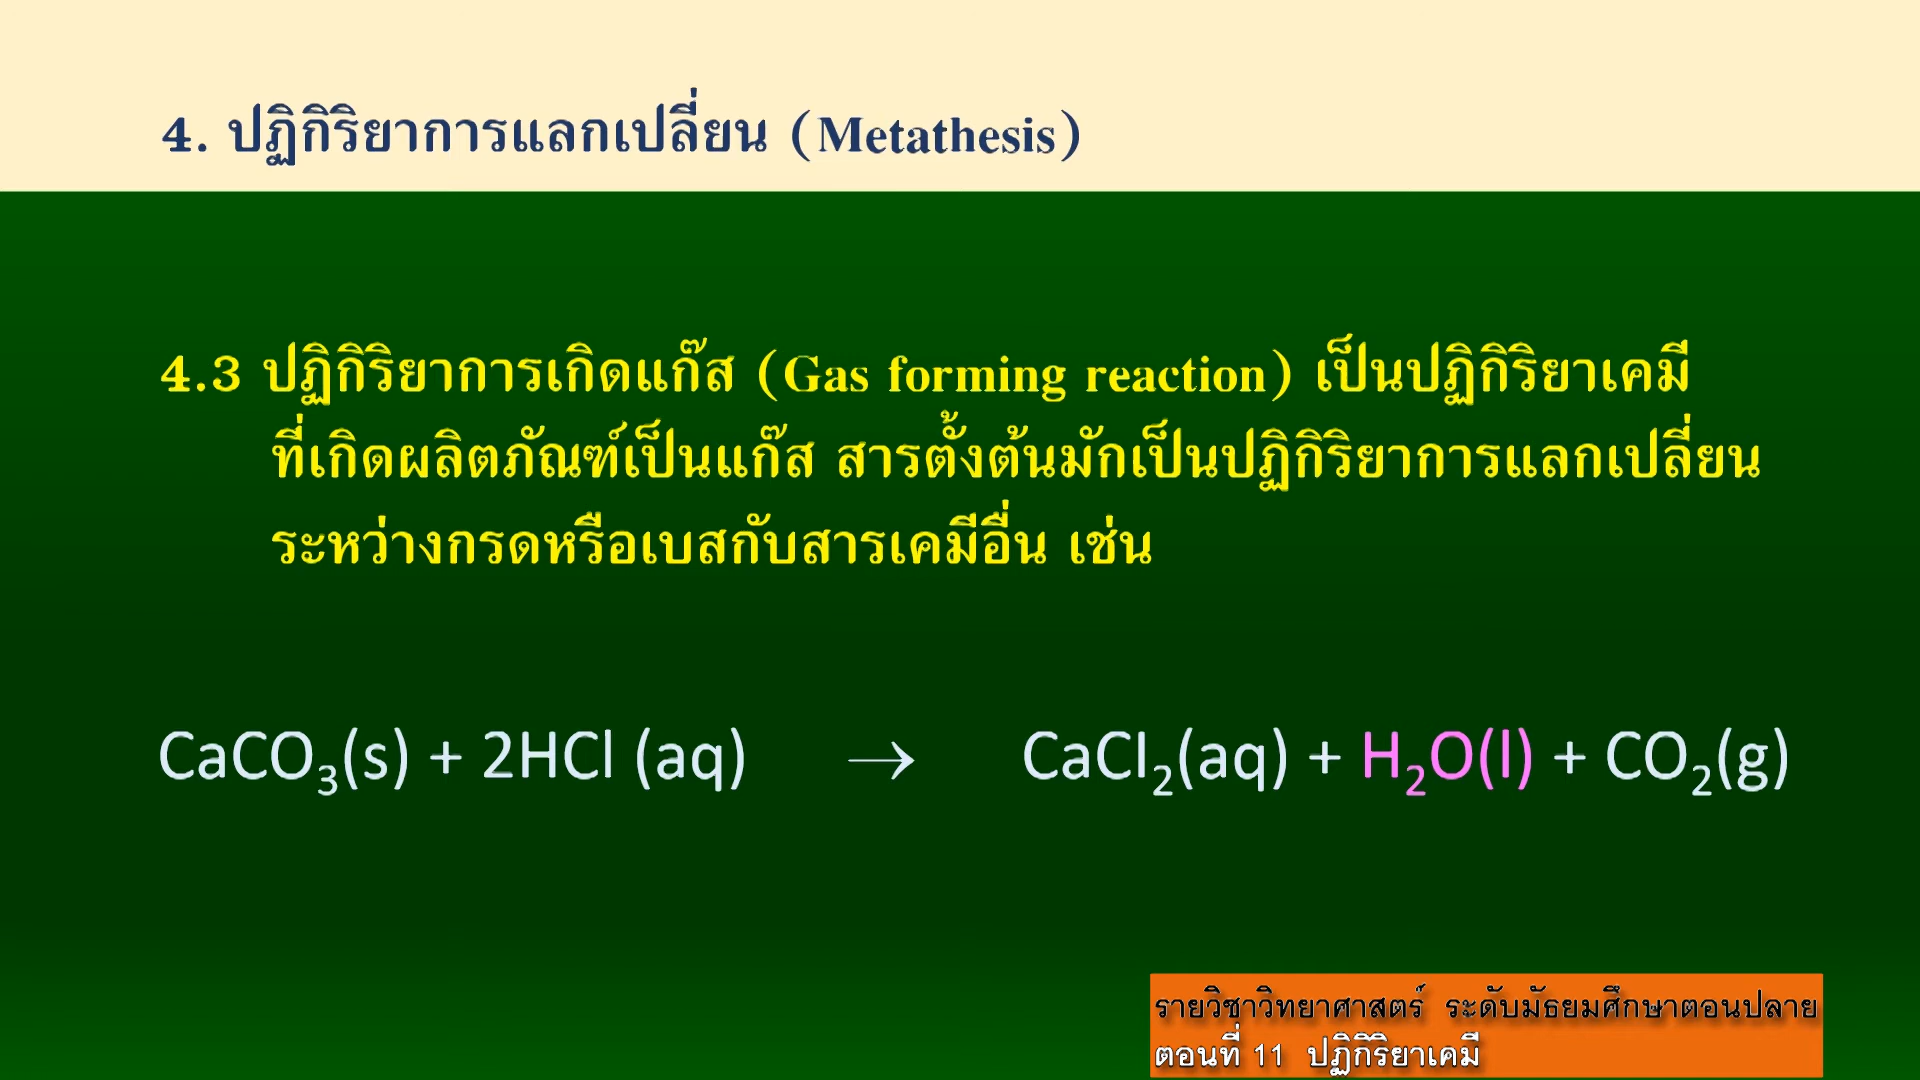 4. ปฏิกิริยาการแลกเปลี่ยน (Metathesis)
4.3 ปฏิกิริยาการเกิดแก๊ส (Gas forming reaction) เป็นปฏิกิริยาเคมี
ที่เกิดผลิตภัณฑ์เป็นแก๊ส สารตั้งต้นมักเป็นปฏิกิริยาการแลกเปลี่ยน
ระหว่างกรดหรือเบสกับสารเคมีอื่น เช่น
CaCO₃(s) + 2HCl (aq) → CaCl₂(aq) + H₂O(l) + CO₂(g)
รายวิชาวิทยาศาสตร์ ระดับมัธยมศึกษาตอนปลาย
ตอนที่ 11 ปฏิกิริยาเคมี